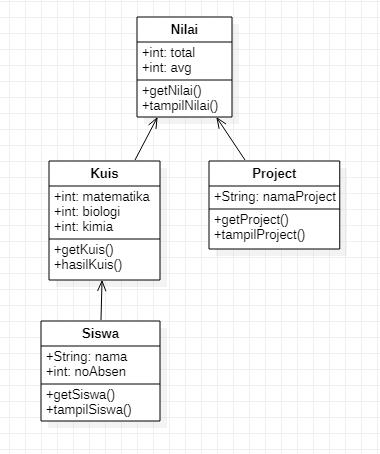 Nilai
+int: total
+int: avg
+getNilai()
+tampilNilai()
Kuis
+int: matematika
+int: biologi
+int: kimia
+getKuis()
+hasilKuis()
Project
+String: namaProject
+getProject()
+tampilProject()
Siswa
+String: nama
+int: noAbsen
+getSiswa()
+tampilSiswa()